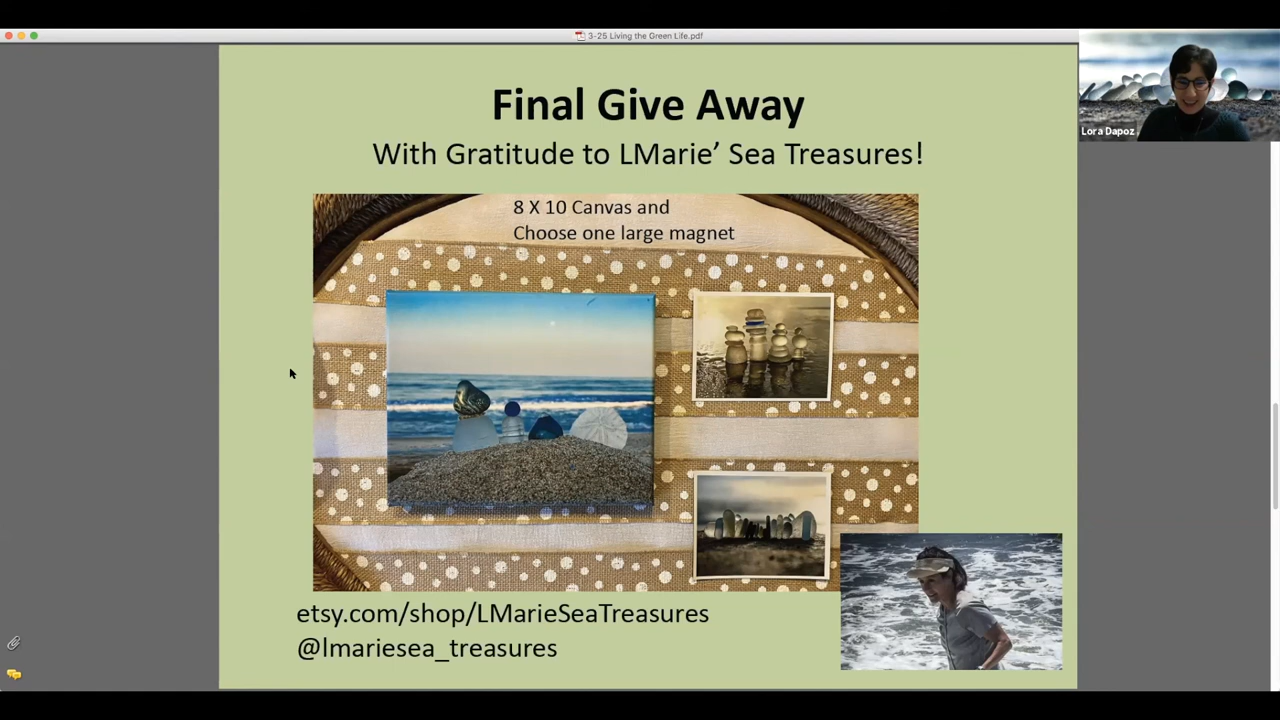 3-25 Living the Green Life.pdf
Final Give Away
With Gratitude to LMarie’ Sea Treasures!
8 X 10 Canvas and
Choose one large magnet
Lora Dapoz
etsy.com/shop/LMarieSeaTreasures
@lmariesea_treasures